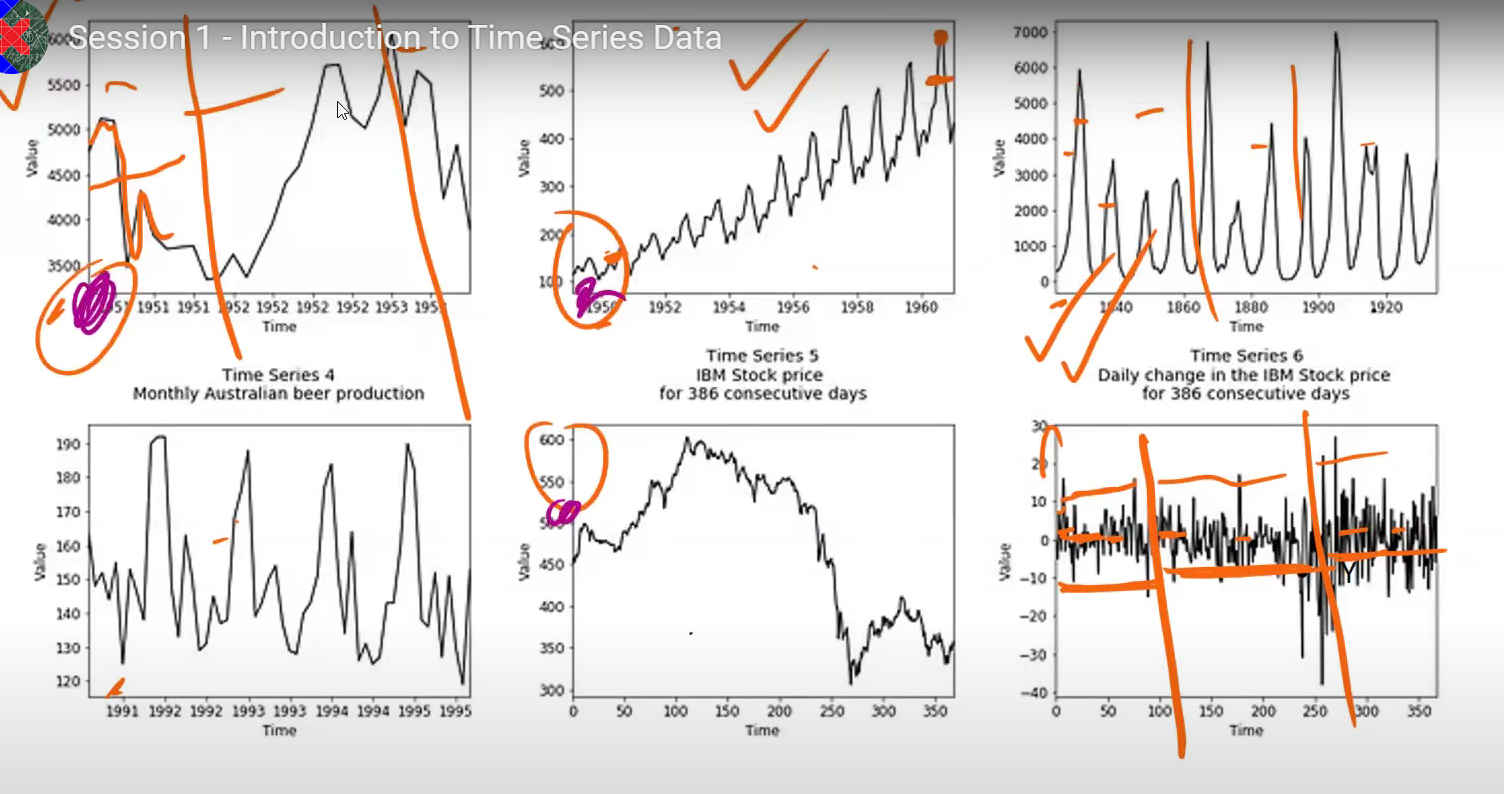 Session 1 - Introduction to Time Series Data
6000
5500
5000
4500
4000
3500
Value
1951 1952 1952 1952 1952 1953
Time
500
400
300
200
100
Value
1950 1952 1954 1956 1958 1960
Time
7000
6000
5000
4000
3000
2000
1000
0
Value
1840 1860 1880 1900 1920
Time
Time Series 4
Monthly Australian beer production
190
180
170
160
150
140
130
120
Value
1991 1992 1992 1993 1993 1994 1994 1995 1995
Time
Time Series 5
IBM Stock price
for 386 consecutive days
600
550
500
450
400
350
300
Value
0 50 100 150 200 250 300 350
Time
Time Series 6
Daily change in the IBM Stock price
for 386 consecutive days
30
20
10
0
−10
−20
−30
−40
Value
0 50 100 150 200 250 300 350
Time